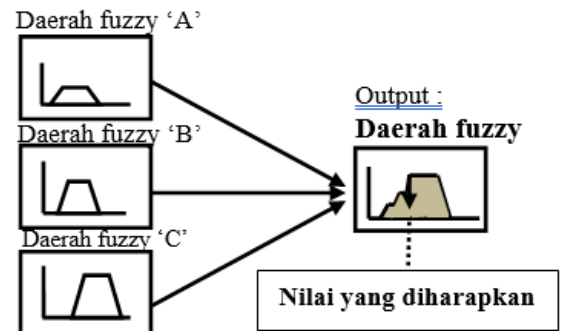 Daerah fuzzy ‘A’
Daerah fuzzy ‘B’
Daerah fuzzy ‘C’
Output :
Daerah fuzzy
Nilai yang diharapkan